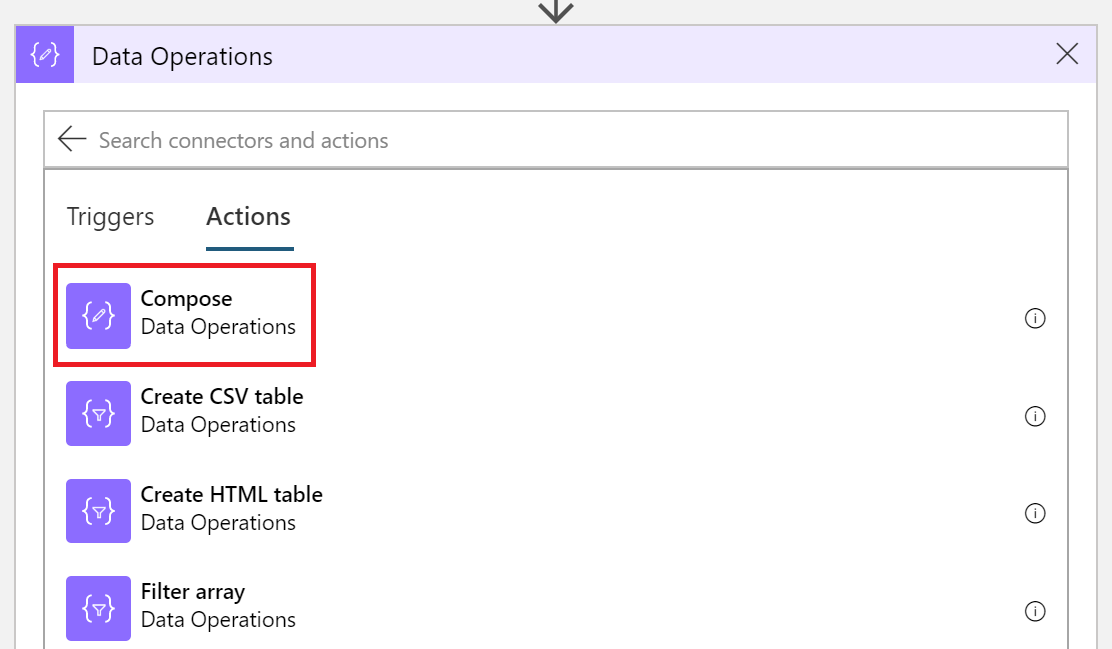 Data Operations
Search connectors and actions
Triggers Actions
Compose
Data Operations
Create CSV table
Data Operations
Create HTML table
Data Operations
Filter array
Data Operations